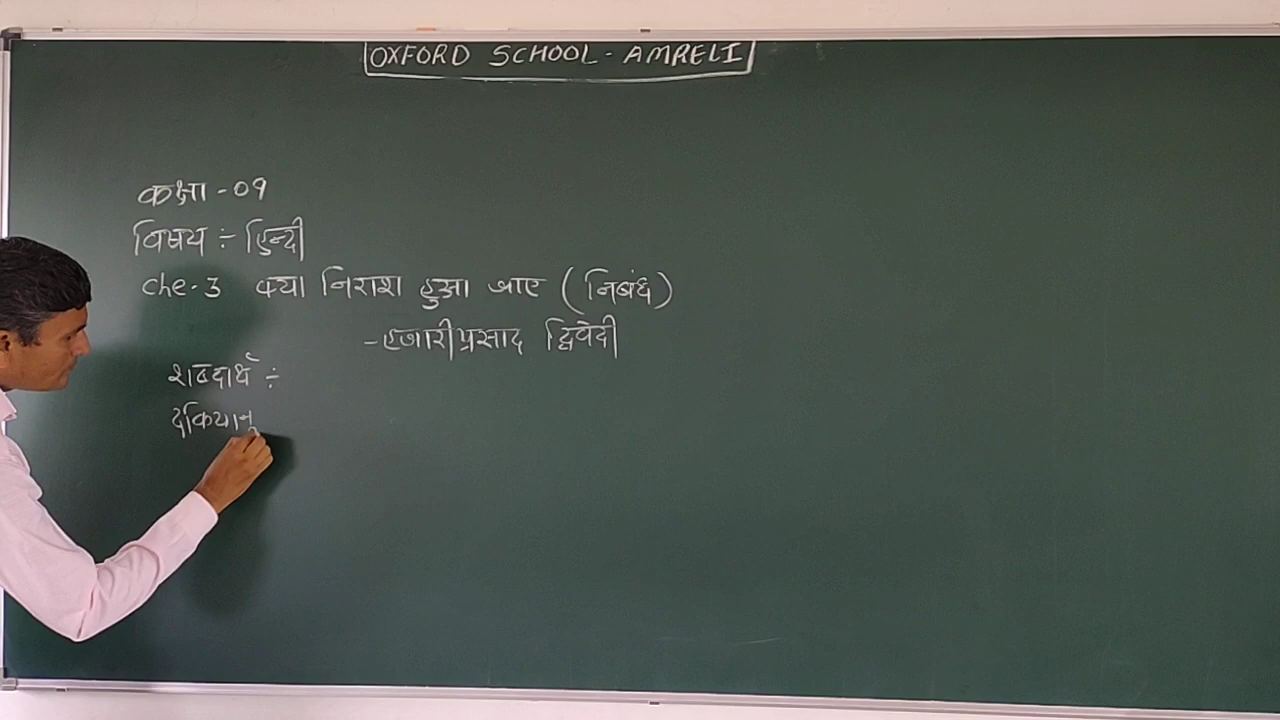 OXFORD SCHOOL - AMRELI
कक्षा - 09
विषय ÷ हिन्दी
che. 3 क्या निराश हुआ जाए (निबंध)
- हजारीप्रसाद द्विवेदी
शब्दार्थ ÷
दकियानु